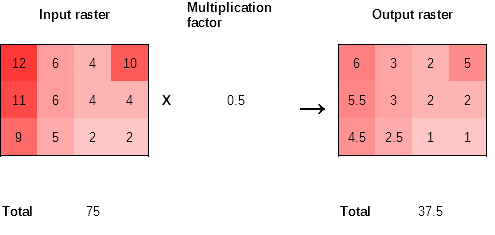 Input raster
Multiplication
factor
Output raster
12 6 4 10
6 3 2 5
11 6 4 4
X 0.5 →
5.5 3 2 2
9 5 2 2
4.5 2.5 1 1
Total 75
Total 37.5